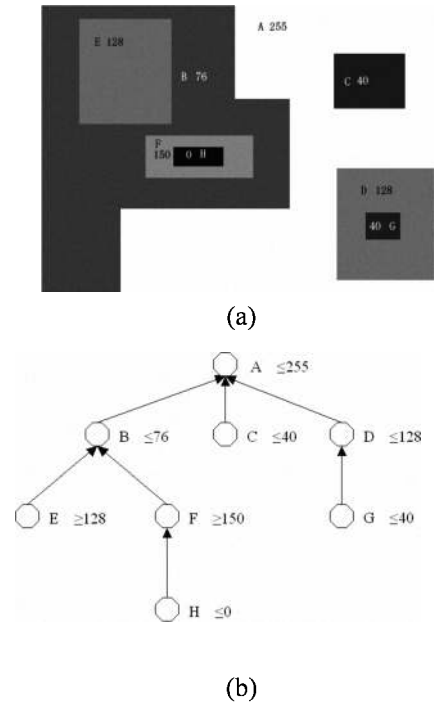 A 255
E 128
B 76
C 40
F
150
0 H
D 128
40 G
(a)
A ≤255
B ≤76
C ≤40
D ≤128
E ≥128
F ≥150
G ≤40
H ≤0
(b)